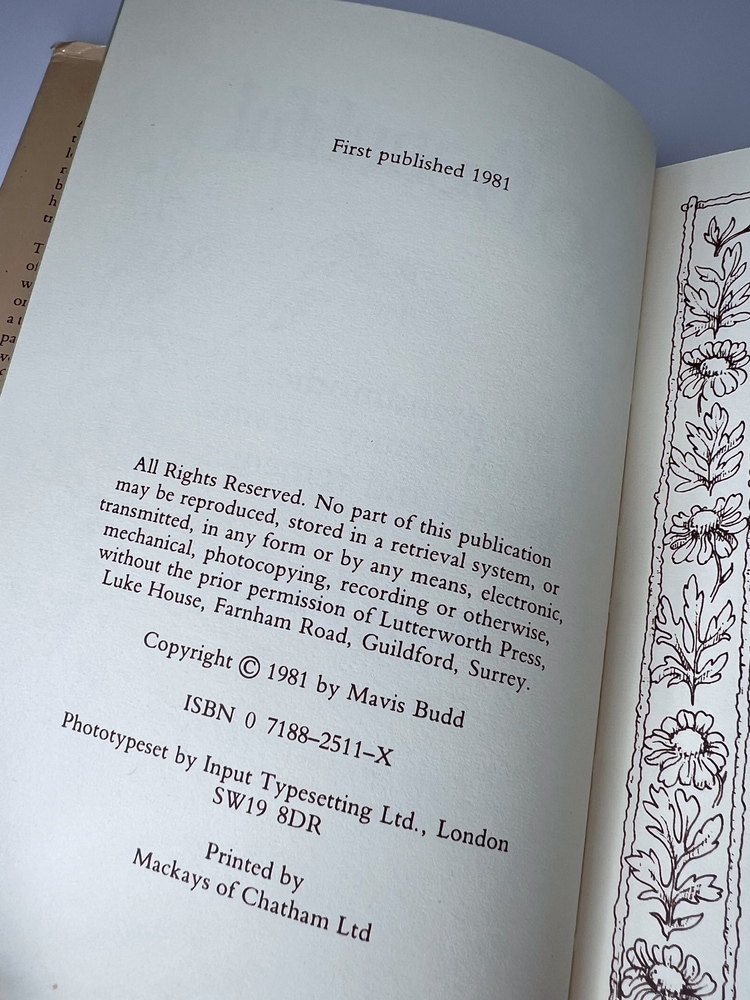 First published 1981
All Rights Reserved. No part of this publication
may be reproduced, stored in a retrieval system, or
transmitted, in any form or by any means, electronic,
mechanical, photocopying, recording or otherwise,
without the prior permission of Lutterworth Press,
Luke House, Farnham Road, Guildford, Surrey.
Copyright © 1981 by Mavis Budd
ISBN 0 7188–2511–X
Phototypeset by Input Typesetting Ltd., London
SW19 8DR
Printed by
Mackays of Chatham Ltd